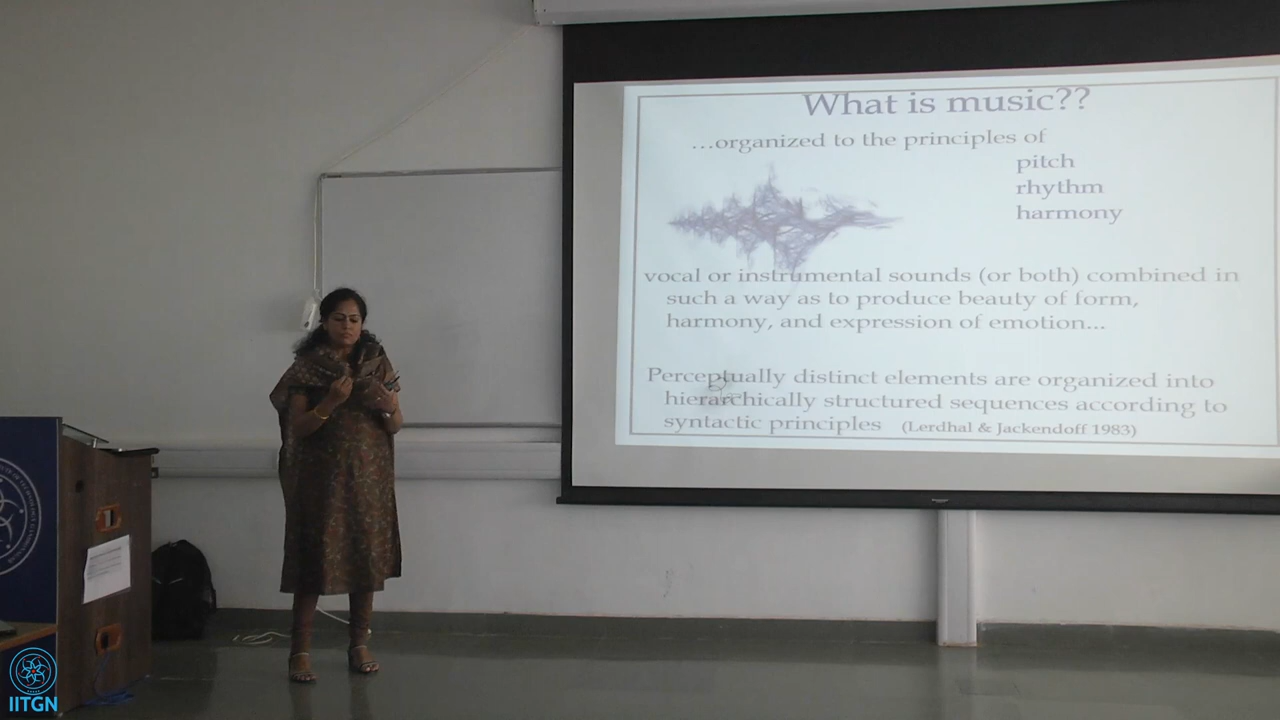 What is music??
...organized to the principles of
pitch
rhythm
harmony
vocal or instrumental sounds (or both) combined in
such a way as to produce beauty of form,
harmony, and expression of emotion...
Perceptually distinct elements are organized into
hierarchically structured sequences according to
syntactic principles (Lerdhal & Jackendoff 1983)
IITGN